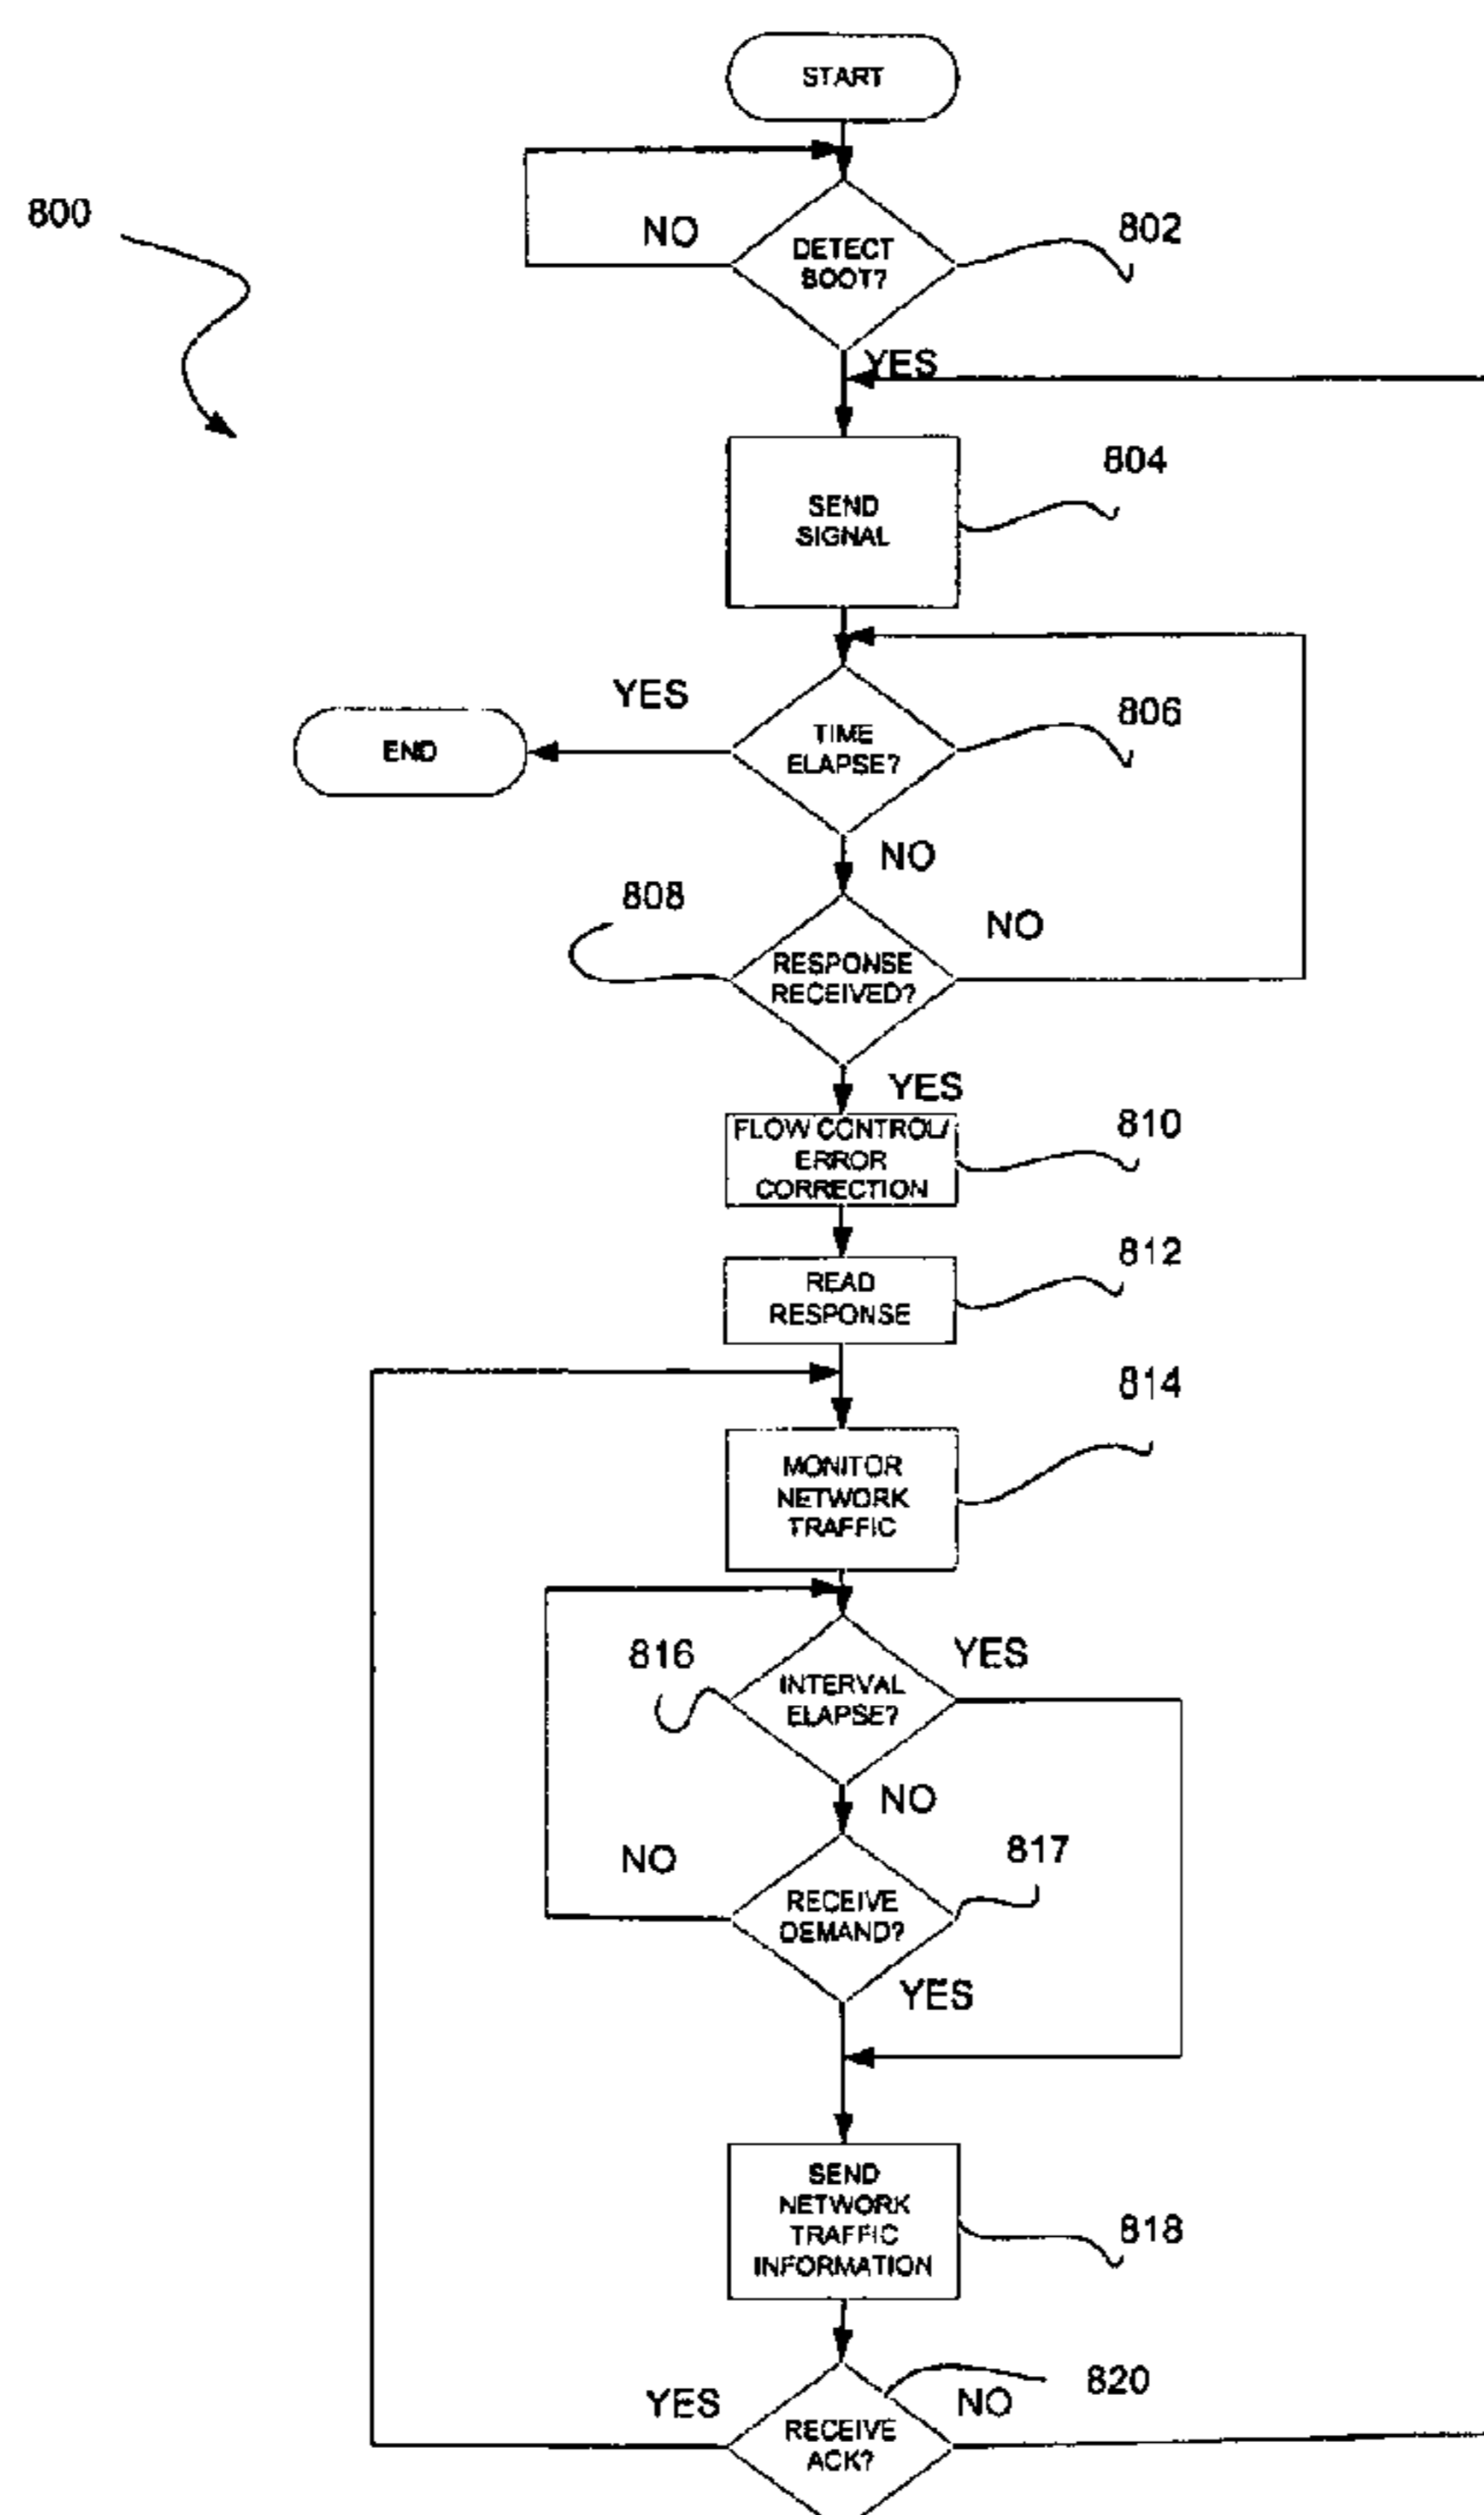 START
800
NO
802
DETECT
BOOT?
YES
804
SEND
SIGNAL
YES
806
TIME
ELAPSE?
END
NO
808
NO
RESPONSE
RECEIVED?
YES
810
FLOW CONTROL/
ERROR
CORRECTION
812
READ
RESPONSE
814
MONITOR
NETWORK
TRAFFIC
816
YES
INTERVAL
ELAPSE?
NO
817
NO
RECEIVE
DEMAND?
YES
SEND
NETWORK
TRAFFIC
INFORMATION
818
820
YES
NO
RECEIVE
ACK?